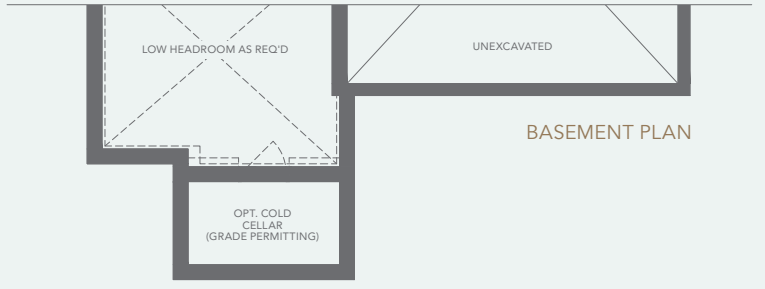 LOW HEADROOM AS REQ'D
UNEXCAVATED
BASEMENT PLAN
OPT. COLD
CELLAR
(GRADE PERMITTING)